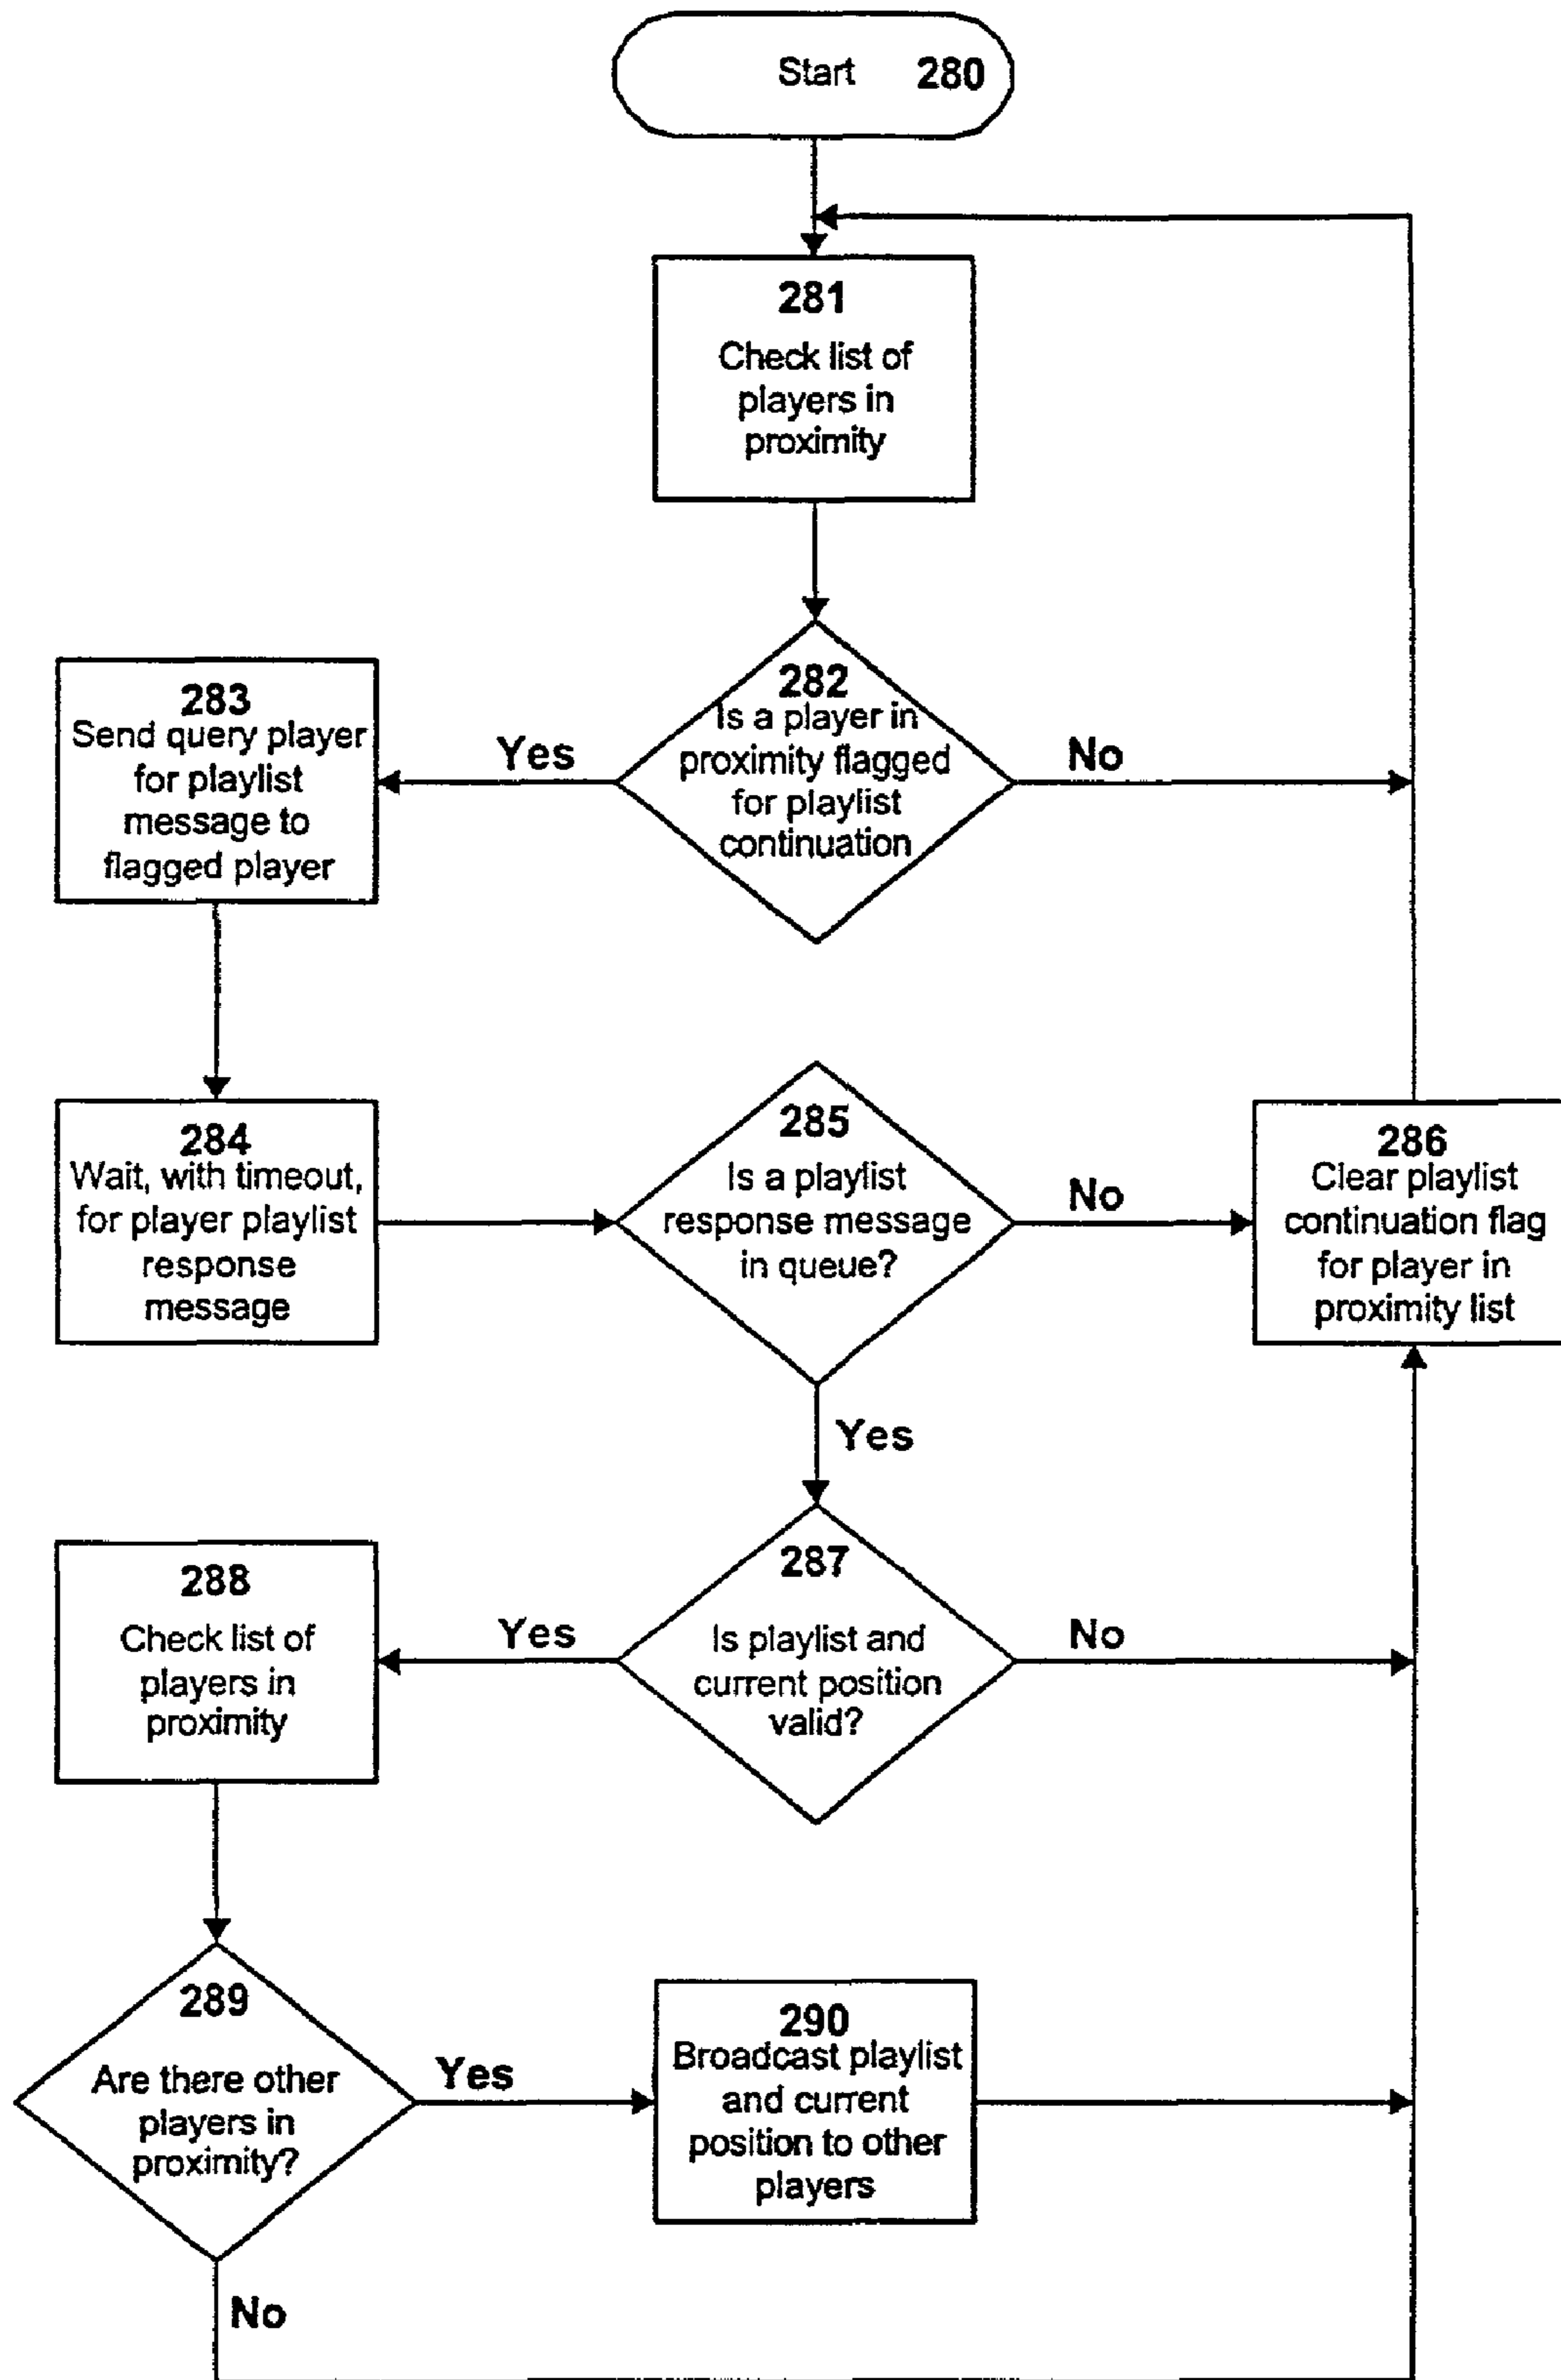 Start 280
281
Check list of
players in
proximity
282
Is a player in
proximity flagged
for playlist
continuation
Yes
No
283
Send query player
for playlist
message to
flagged player
284
Wait, with timeout,
for player playlist
response
message
285
Is a playlist
response message
in queue?
No
Yes
286
Clear playlist
continuation flag
for player in
proximity list
287
Is playlist and
current position
valid?
Yes
No
288
Check list of
players in
proximity
289
Are there other
players in
proximity?
Yes
No
290
Broadcast playlist
and current
position to other
players